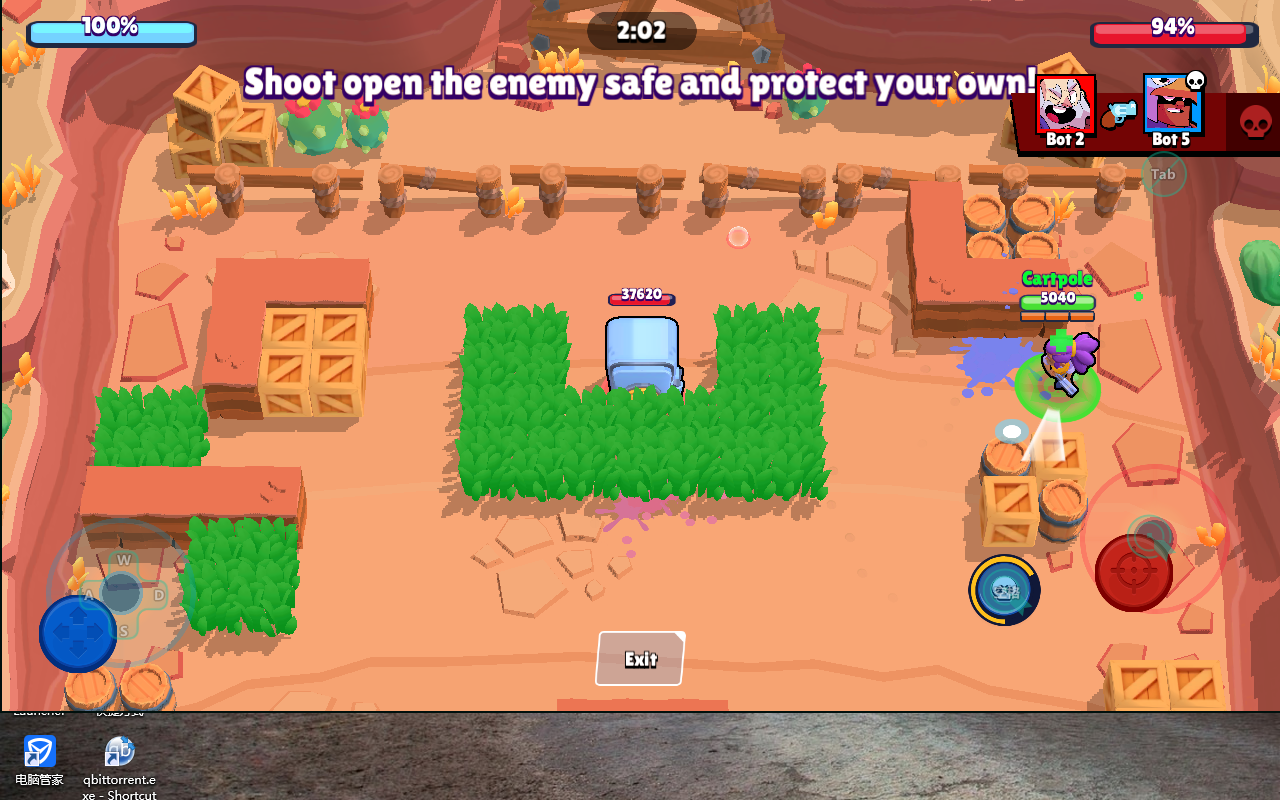 100%
2:02
94%
Shoot open the enemy safe and protect your own!
Bot 2
Bot 5
Tab
37620
Cartpole
5040
W
A
D
S
Exit
电脑管家
qbittorrent.e
xe - Shortcut